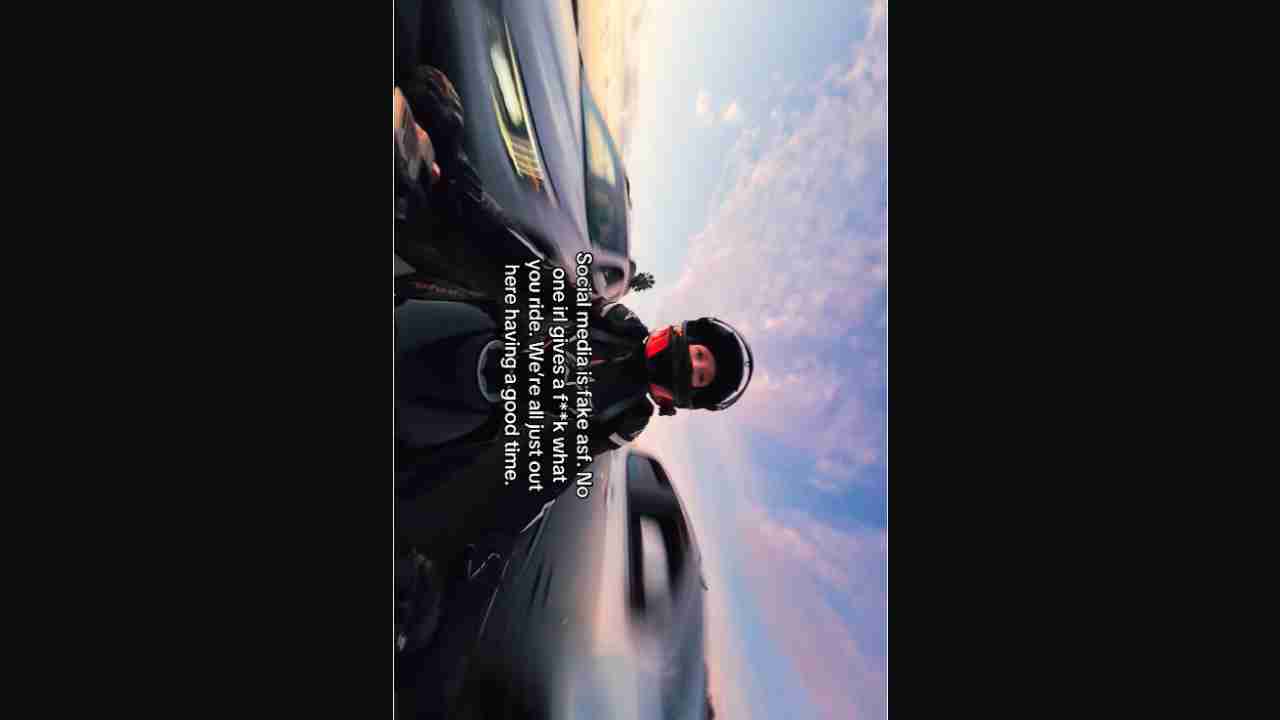 Social media is fake asf. No
one irl gives a f**k what
you ride. We're all just out
here having a good time.